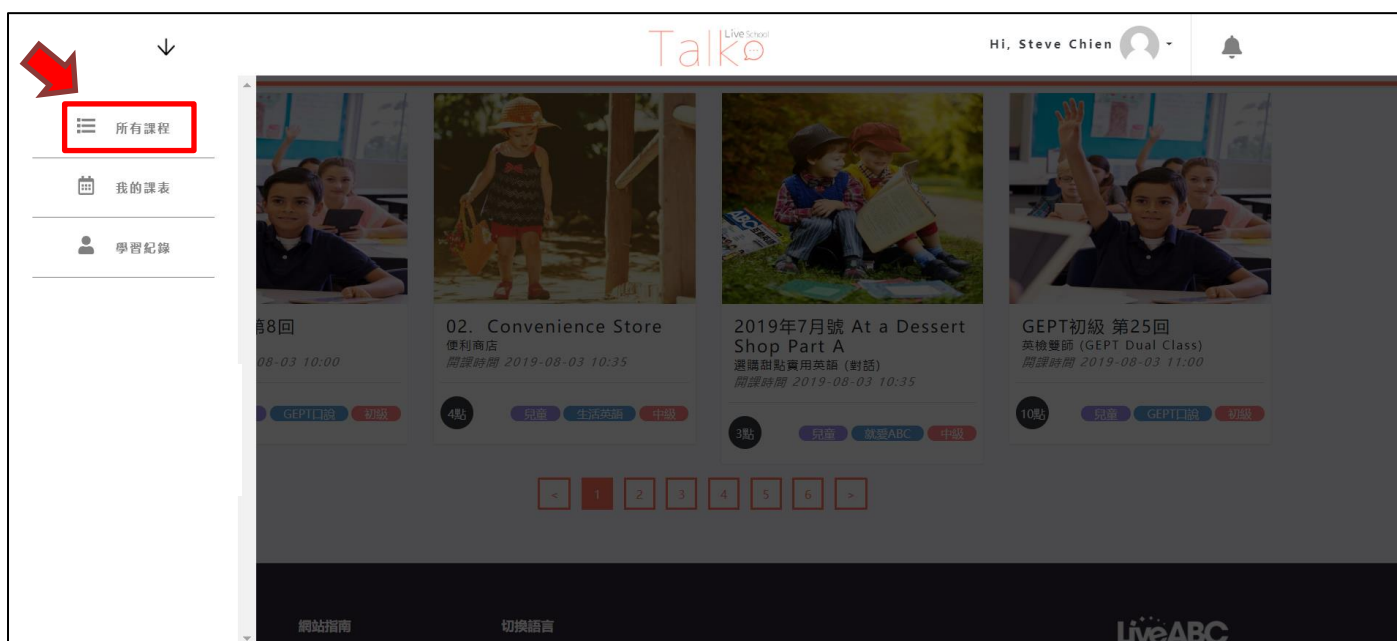 Talko
Live School
Hi, Steve Chien
所有課程
我的課表
學習紀錄
第8回
08-03 10:00
GEPT口說 初級
02. Convenience Store
便利商店
開課時間 2019-08-03 10:35
4點 兒童 生活英語 中級
2019年7月號 At a Dessert
Shop Part A
選購甜點實用英語 (對話)
開課時間 2019-08-03 10:35
3點 兒童 就愛ABC 中級
GEPT初級 第25回
英檢雙師 (GEPT Dual Class)
開課時間 2019-08-03 11:00
10點 兒童 GEPT口說 初級
< 1 2 3 4 5 6 >
網站指南
切換語言
LiveABC